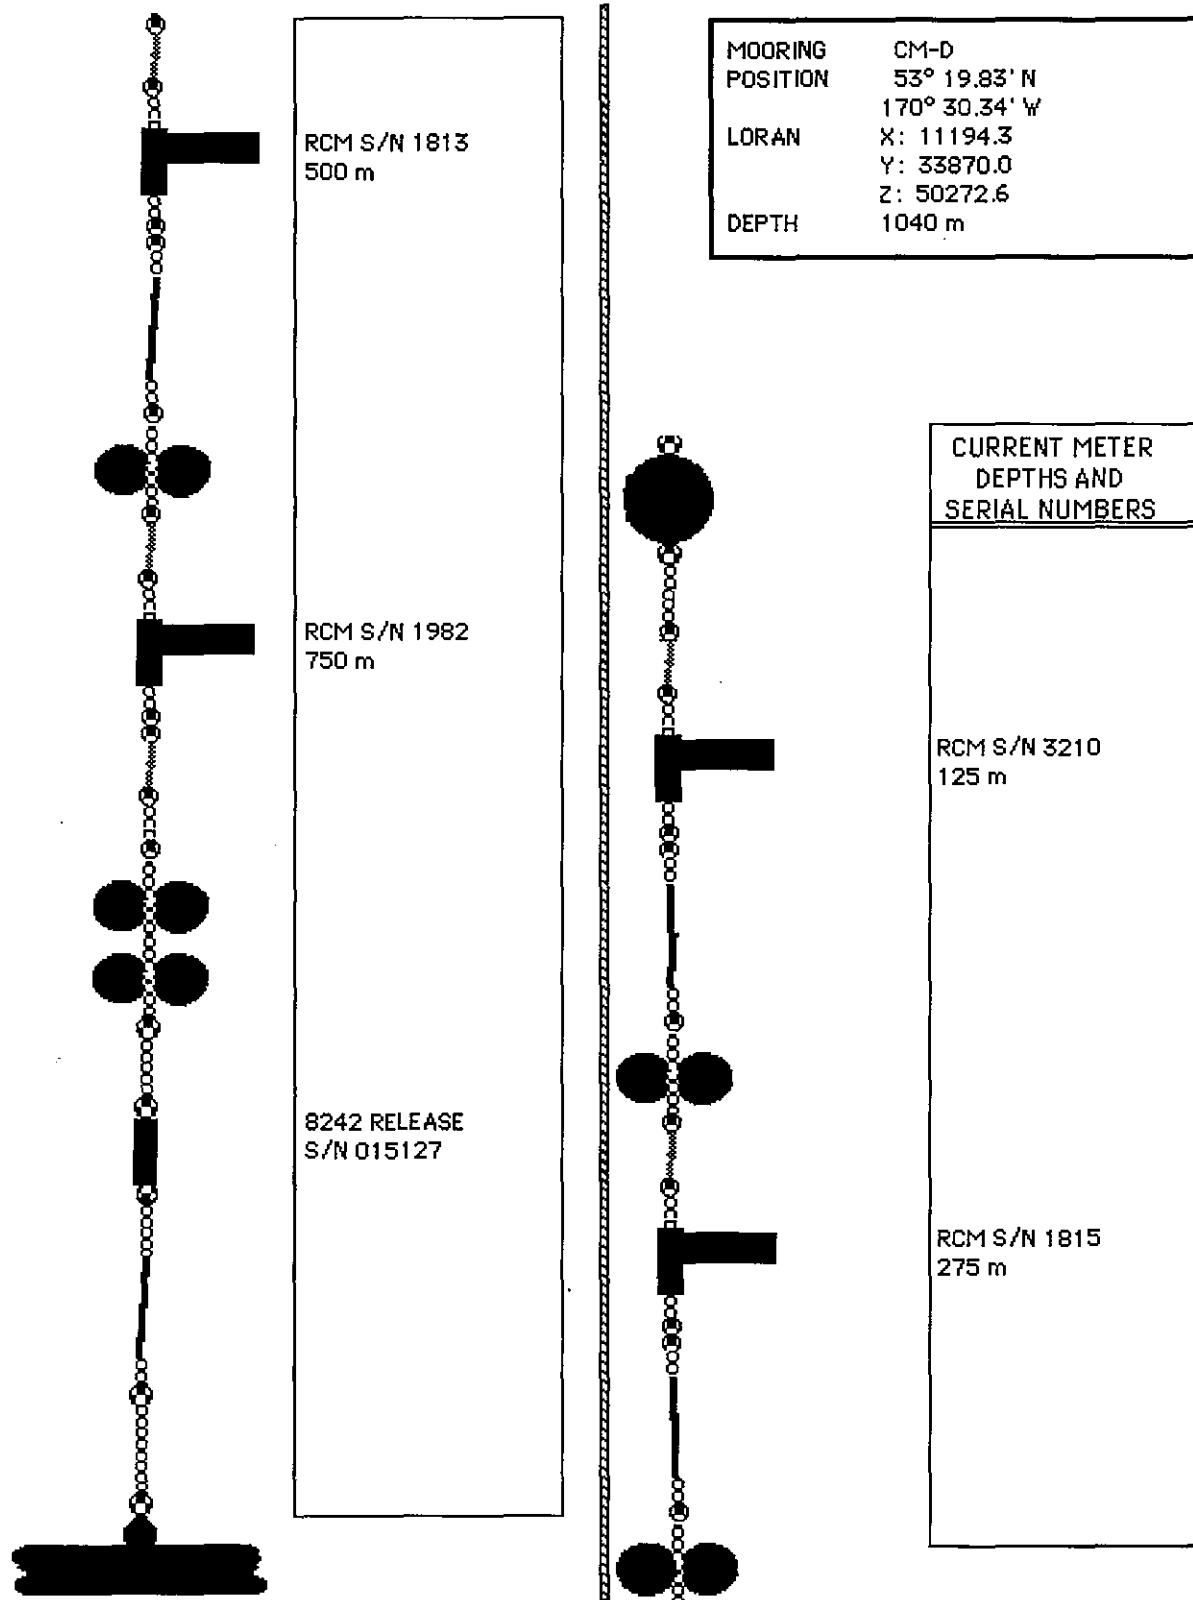 RCM S/N 1813
500 m
RCM S/N 1982
750 m
8242 RELEASE
S/N 015127
MOORING CM-D
POSITION 53° 19.83' N
170° 30.34' W
LORAN X: 11194.3
Y: 33870.0
Z: 50272.6
DEPTH 1040 m
CURRENT METER
DEPTHS AND
SERIAL NUMBERS
RCM S/N 3210
125 m
RCM S/N 1815
275 m